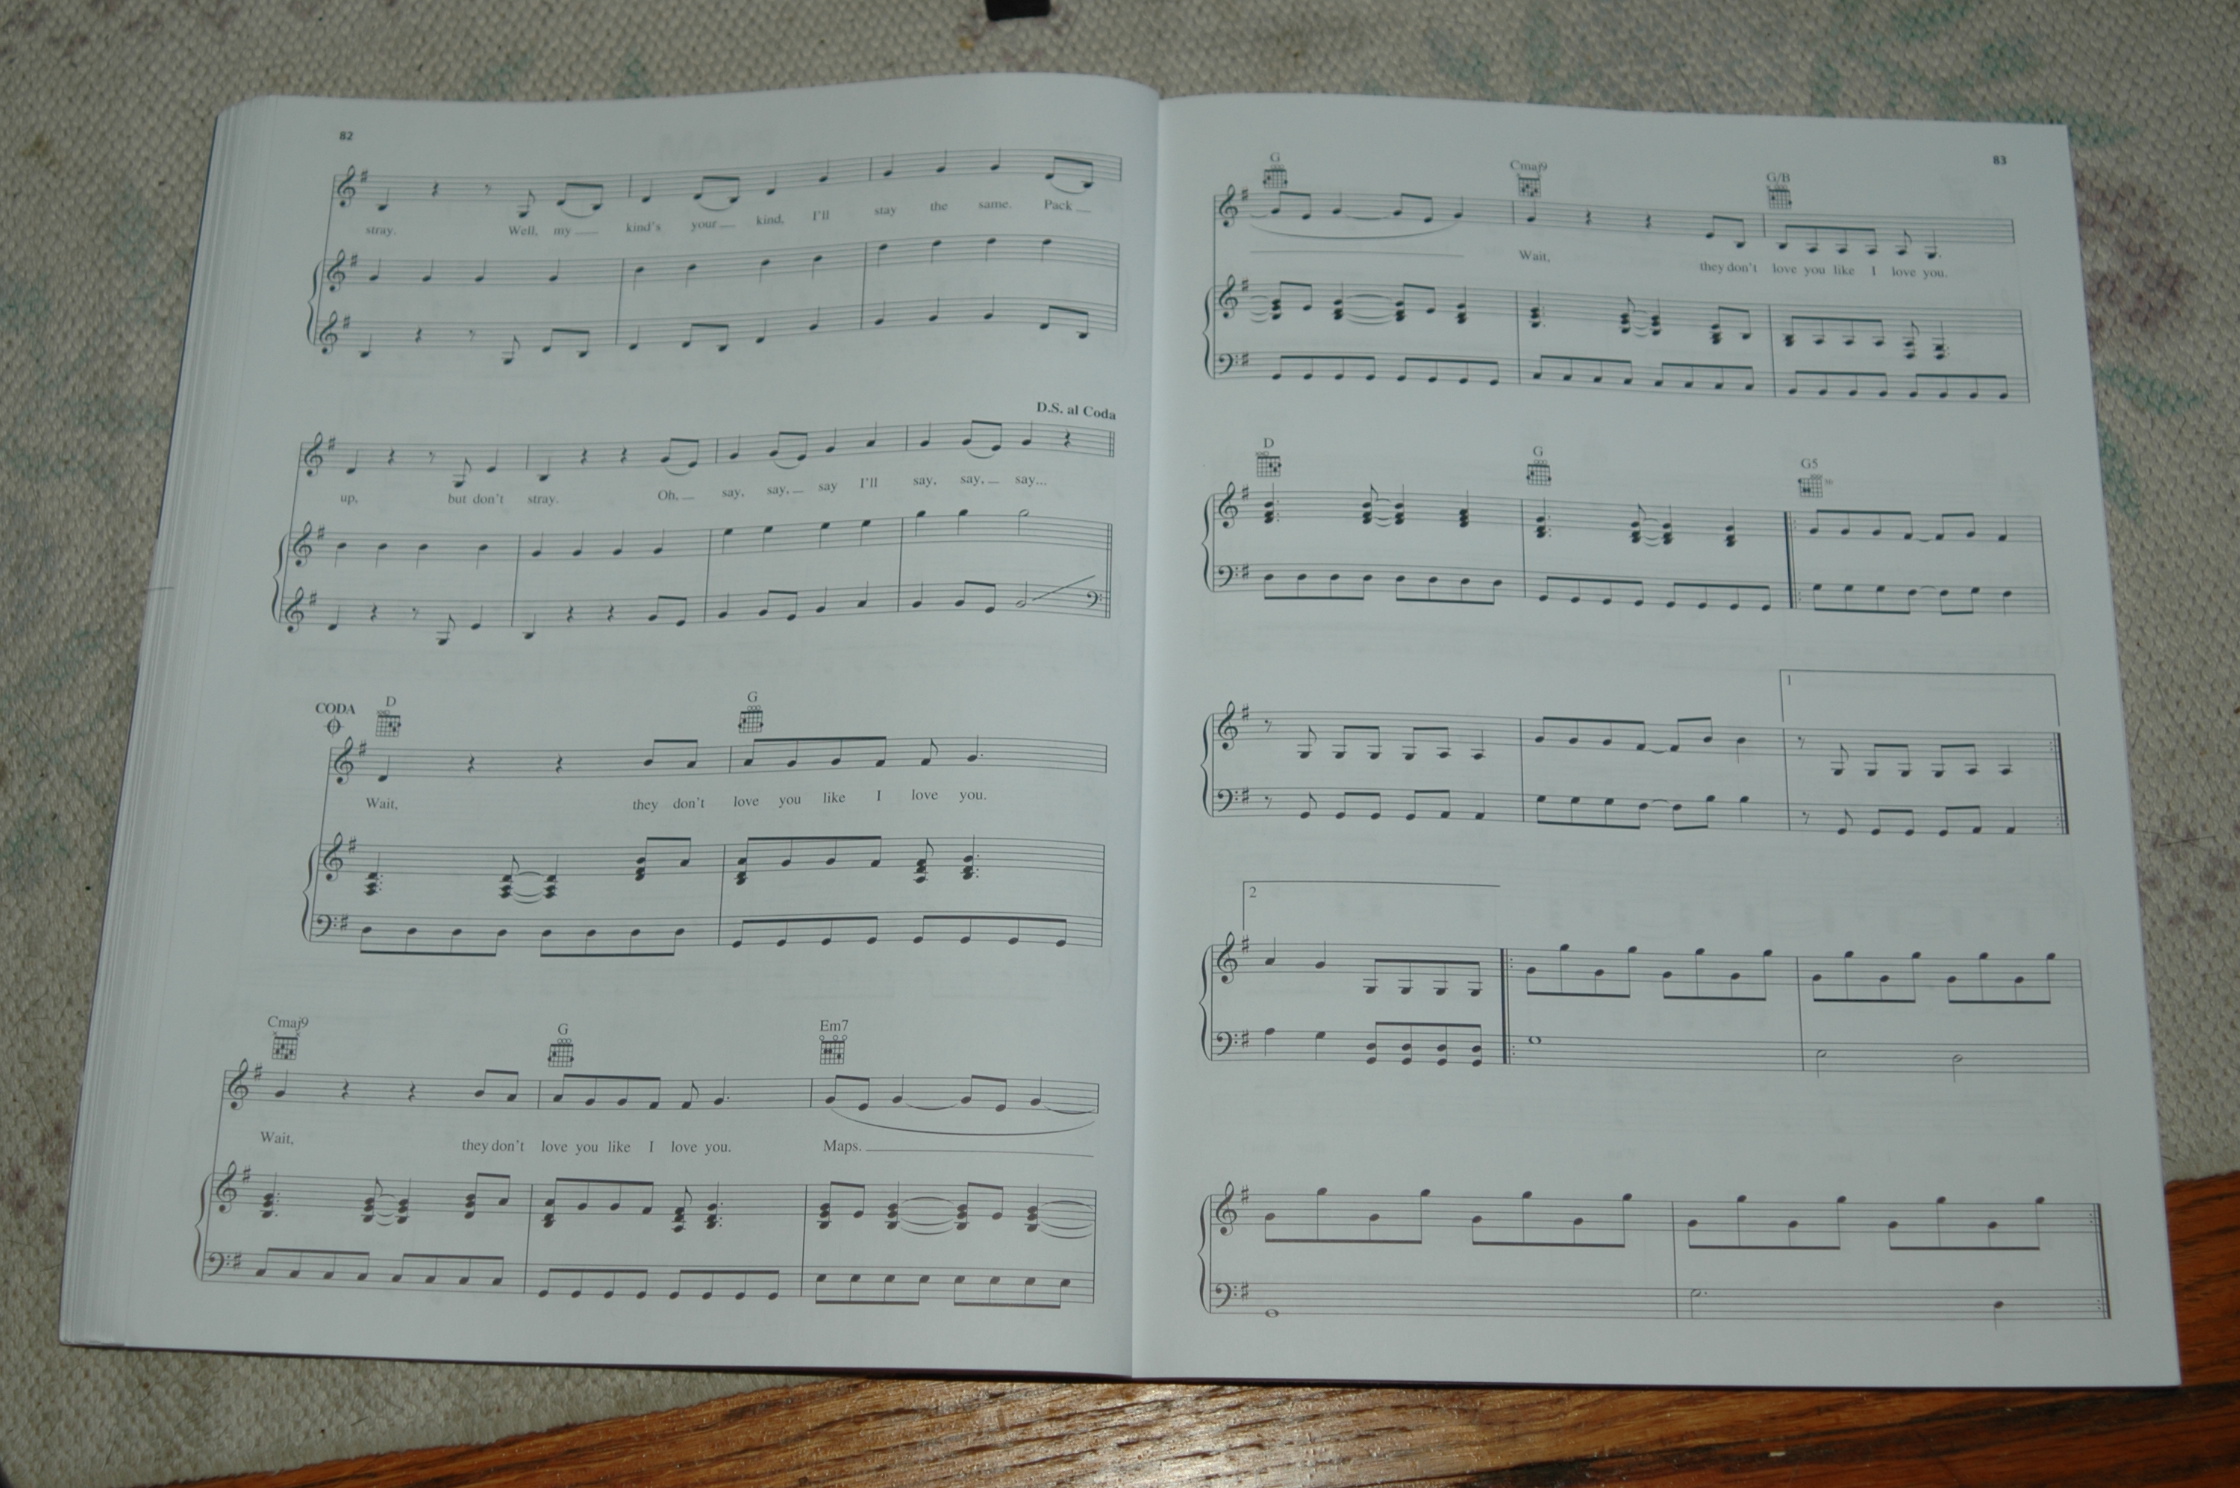 82
stray. Well, my kind's your kind, I'll stay the same. Pack
D.S. al Coda
up, but don't stray. Oh, say, say, say I'll say, say, say...
CODA D G
Wait, they don't love you like I love you.
Cmaj9 G Em7
Wait, they don't love you like I love you. Maps.
83
G Cmaj9 G/B
Wait, they don't love you like I love you.
D G G5
1
2